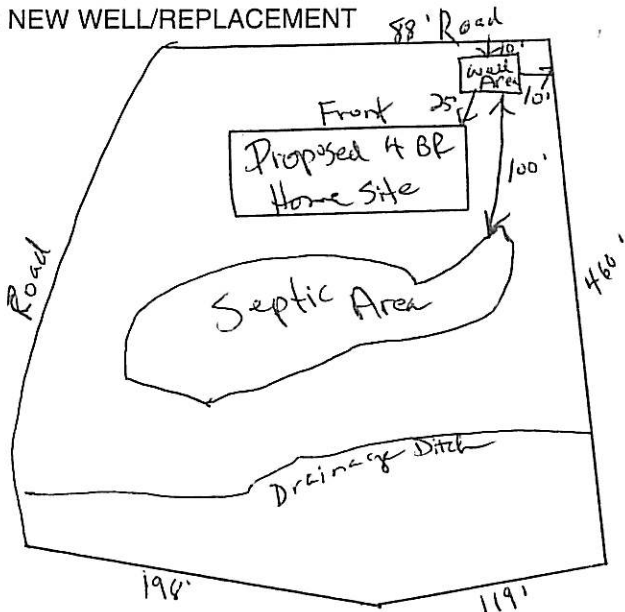 NEW WELL/REPLACEMENT
88' Road
10'
Well
Area
10'
25'
Front
Proposed 4 BR
Home Site
100'
Road
460'
Septic Area
Drainage Ditch
198'
119'